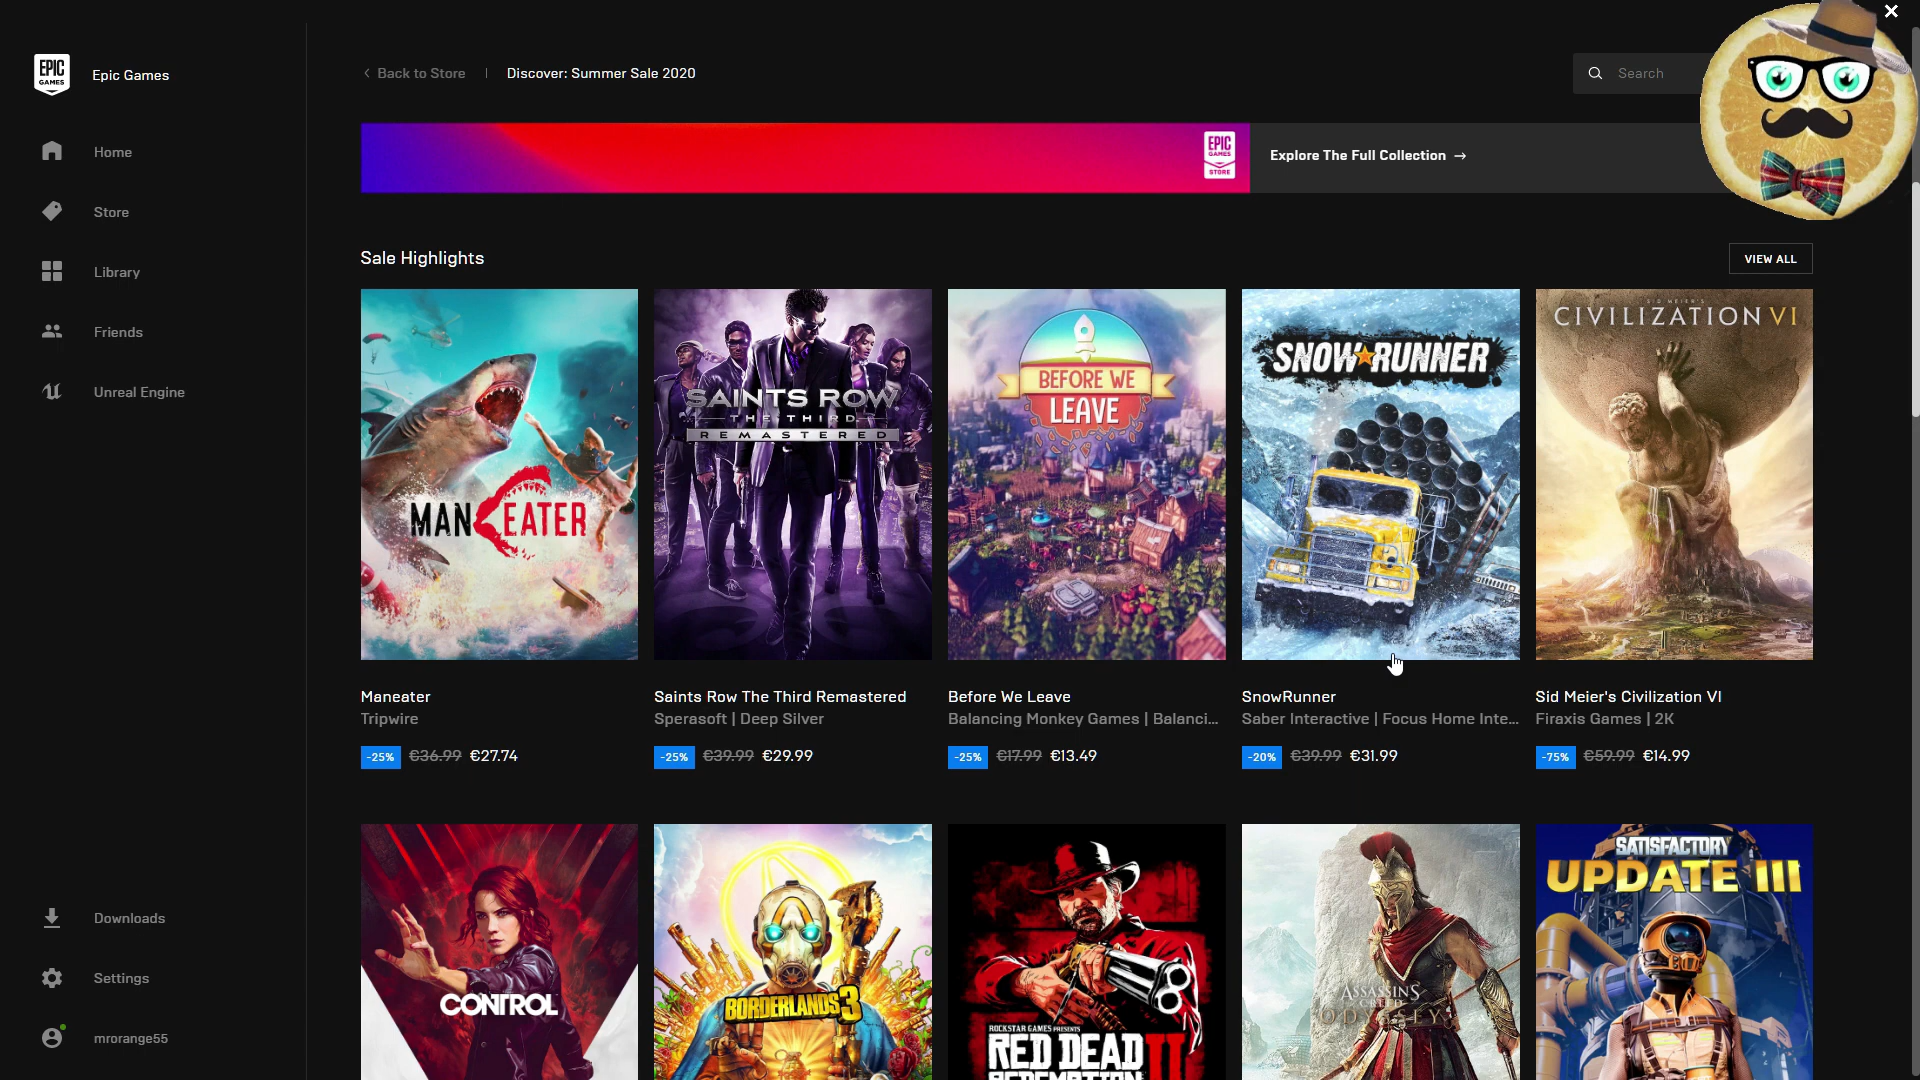 EPIC
GAMES
Epic Games
Back to Store
Discover: Summer Sale 2020
Search
Home
Store
Library
Friends
Unreal Engine
EPIC
GAMES
STORE
Explore The Full Collection →
Sale Highlights
VIEW ALL
MANEATER
SAINTS ROW
THE THIRD
REMASTERED
BEFORE WE
LEAVE
SNOWRUNNER
SID MEIER'S
CIVILIZATION VI
Maneater
Tripwire
-25% €36.99 €27.74
Saints Row The Third Remastered
Sperasoft | Deep Silver
-25% €39.99 €29.99
Before We Leave
Balancing Monkey Games | Balanci...
-25% €17.99 €13.49
SnowRunner
Saber Interactive | Focus Home Inte...
-20% €39.99 €31.99
Sid Meier's Civilization VI
Firaxis Games | 2K
-75% €59.99 €14.99
CONTROL
BORDERLANDS 3
ROCKSTAR GAMES PRESENTS
RED DEAD
REDEMPTION II
ASSASSIN'S
CREED
ODYSSEY
SATISFACTORY
UPDATE III
Downloads
Settings
mrorange55